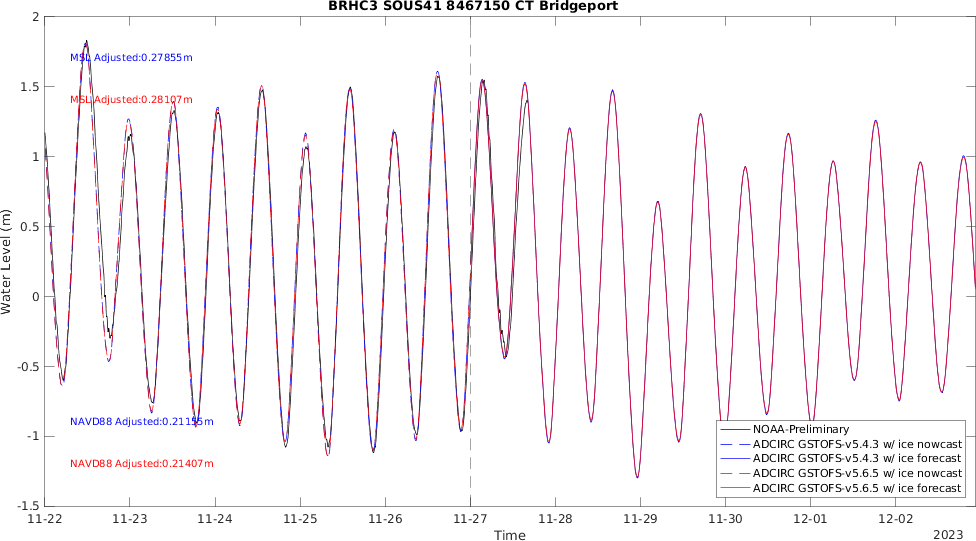 BRHC3 SOUS41 8467150 CT Bridgeport
2
1.5
1
0.5
0
-0.5
-1
-1.5
Water Level (m)
MSL Adjusted:0.27855m
MSL Adjusted:0.28107m
NAVD88 Adjusted:0.21155m
NAVD88 Adjusted:0.21407m
NOAA-Preliminary
ADCIRC GSTOFS-v5.4.3 w/ ice nowcast
ADCIRC GSTOFS-v5.4.3 w/ ice forecast
ADCIRC GSTOFS-v5.6.5 w/ ice nowcast
ADCIRC GSTOFS-v5.6.5 w/ ice forecast
11-22 11-23 11-24 11-25 11-26 11-27 11-28 11-29 11-30 12-01 12-02
Time
2023